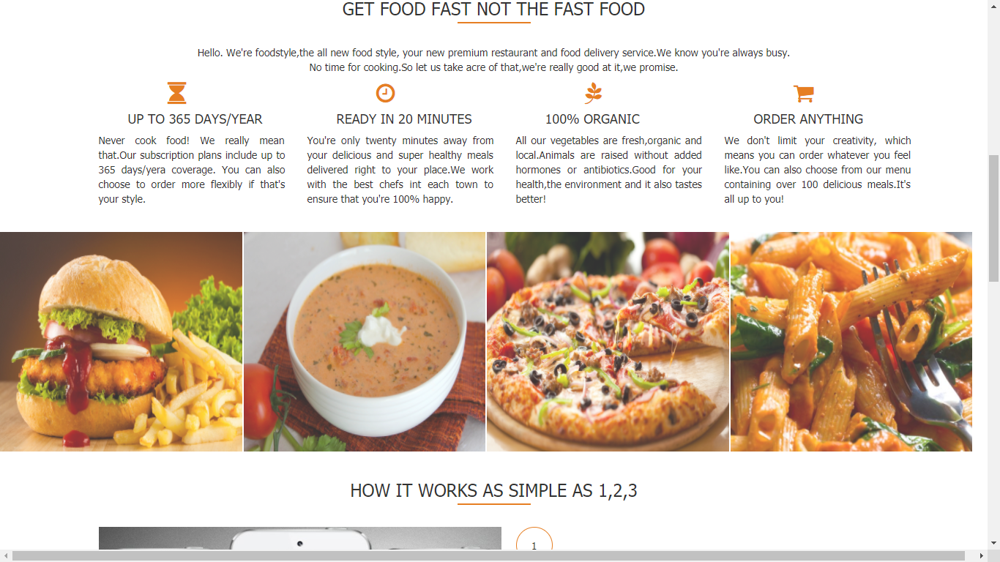 GET FOOD FAST NOT THE FAST FOOD
Hello. We're foodstyle,the all new food style, your new premium restaurant and food delivery service.We know you're always busy.
No time for cooking.So let us take acre of that,we're really good at it,we promise.
UP TO 365 DAYS/YEAR
Never cook food! We really mean
that.Our subscription plans include up to
365 days/yera coverage. You can also
choose to order more flexibly if that's
your style.
READY IN 20 MINUTES
You're only twenty minutes away from
your delicious and super healthy meals
delivered right to your place.We work
with the best chefs int each town to
ensure that you're 100% happy.
100% ORGANIC
All our vegetables are fresh,organic and
local.Animals are raised without added
hormones or antibiotics.Good for your
health,the environment and it also tastes
better!
ORDER ANYTHING
We don't limit your creativity, which
means you can order whatever you feel
like.You can also choose from our menu
containing over 100 delicious meals.It's
all up to you!
HOW IT WORKS AS SIMPLE AS 1,2,3
1